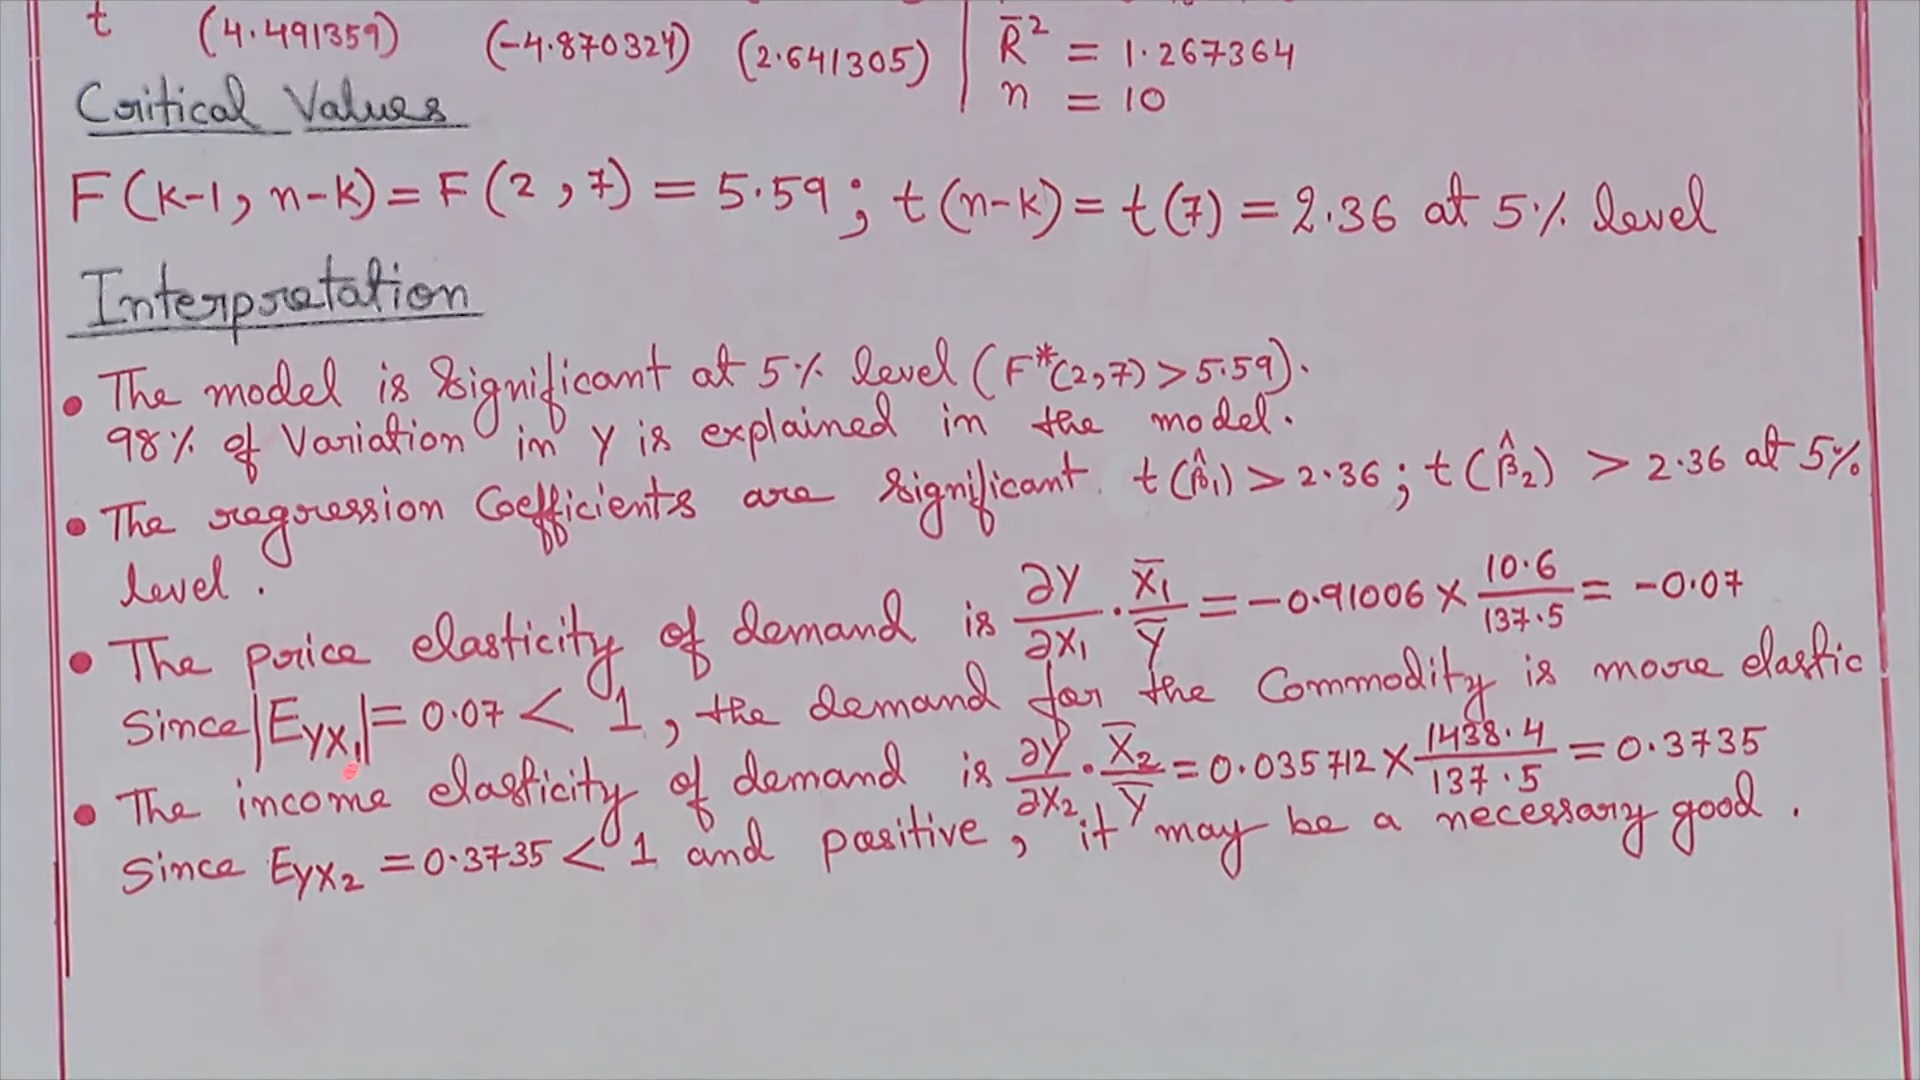 t (4.491359) (-4.870324) (2.641305) | R̄² = 1.267364
n = 10
Critical Values
F(k-1, n-k) = F(2,7) = 5.59; t(n-k) = t(7) = 2.36 at 5% level
Interpretation
• The model is significant at 5% level (F*(2,7) > 5.59).
98% of Variation in Y is explained in the model.
• The regression Coefficients are significant. t(β̂₁) > 2.36; t(β̂₂) > 2.36 at 5%
level.
• The price elasticity of demand is ∂Y/∂X₁ · X̄₁/Ȳ = -0.91006 × 10.6/137.5 = -0.07
Since |EYX₁| = 0.07 < 1, the demand for the Commodity is more elastic
• The income elasticity of demand is ∂Y/∂X₂ · X̄₂/Ȳ = 0.035712 × 1438.4/137.5 = 0.3735
Since EYX₂ = 0.3735 < 1 and positive, it may be a necessary good.